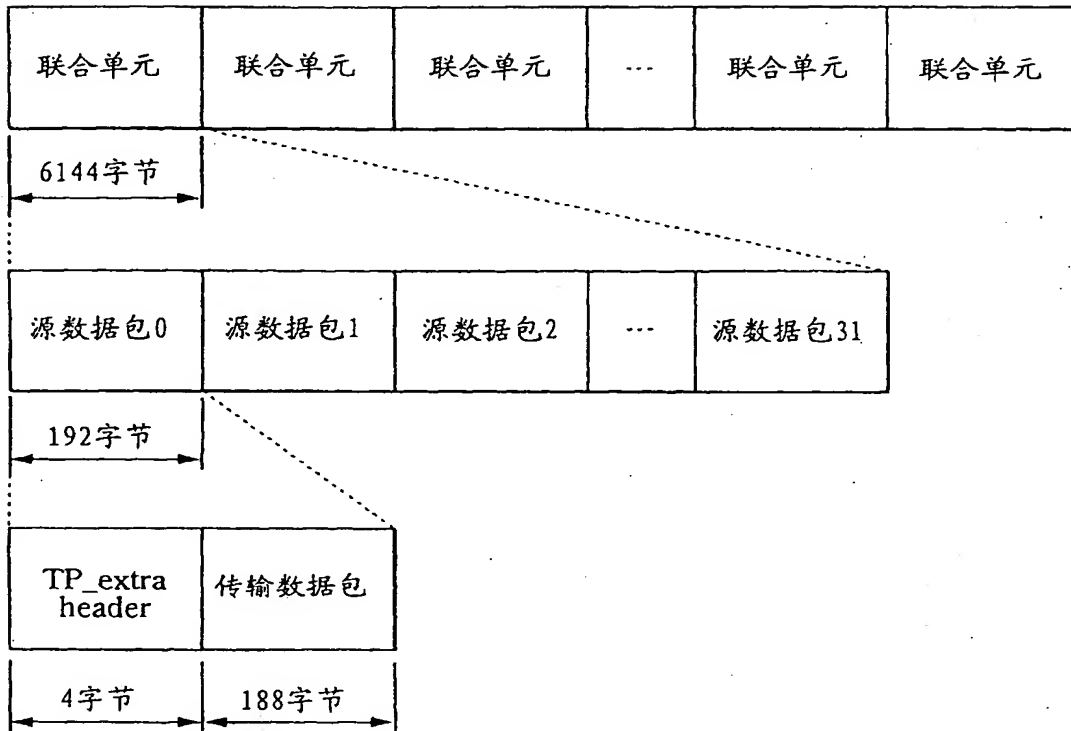 联合单元 联合单元 联合单元 --- 联合单元 联合单元
6144字节
源数据包0 源数据包1 源数据包2 --- 源数据包31
192字节
TP_extra
header
传输数据包
4字节 188字节